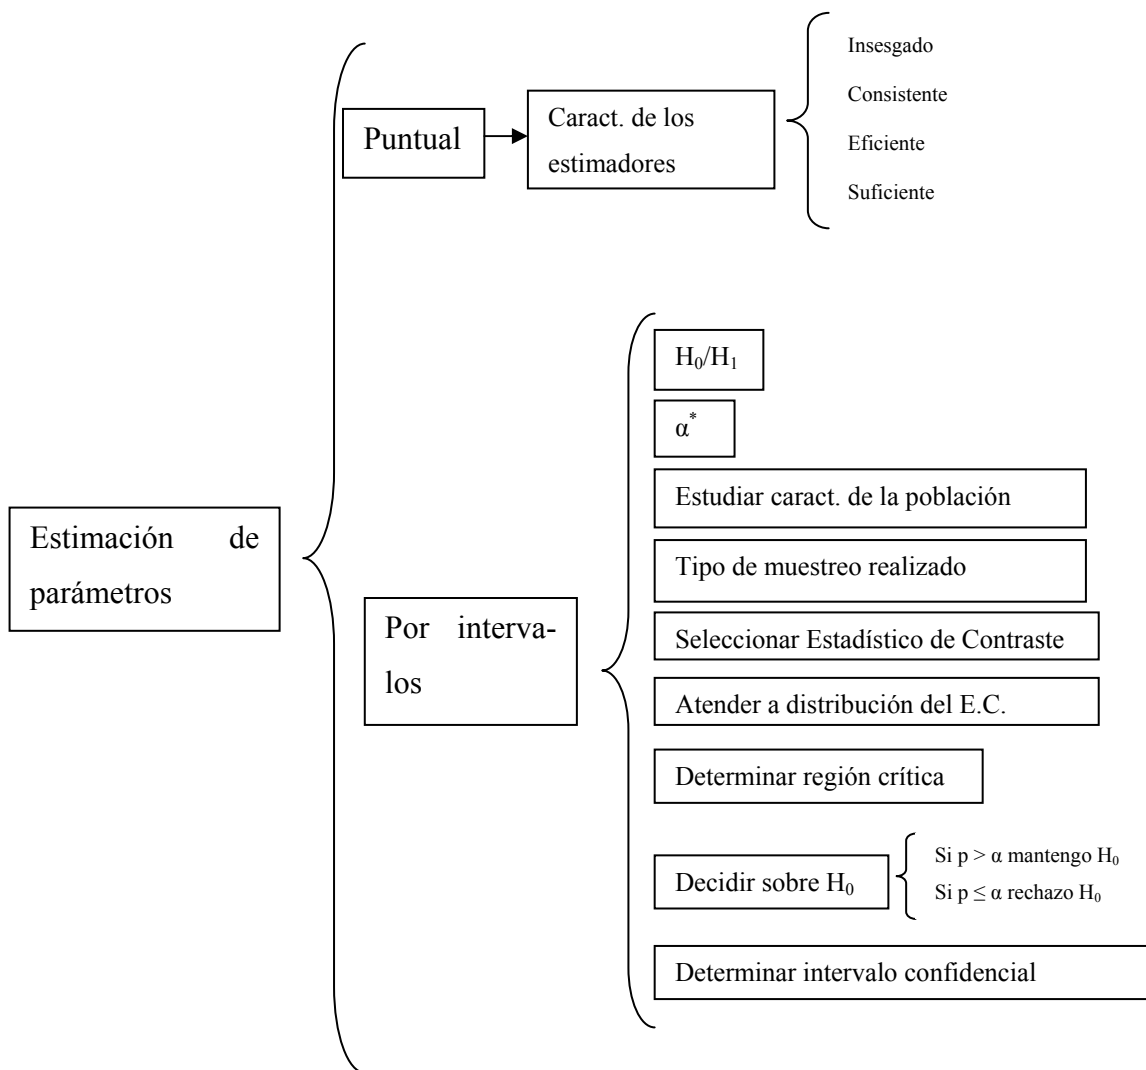 Insesgado
Consistente
Eficiente
Suficiente
Puntual
Caract. de los
estimadores
Estimación de
parámetros
Por interva-
los
H₀/H₁
α*
Estudiar caract. de la población
Tipo de muestreo realizado
Seleccionar Estadístico de Contraste
Atender a distribución del E.C.
Determinar región crítica
Decidir sobre H₀
Si p > α mantengo H₀
Si p ≤ α rechazo H₀
Determinar intervalo confidencial